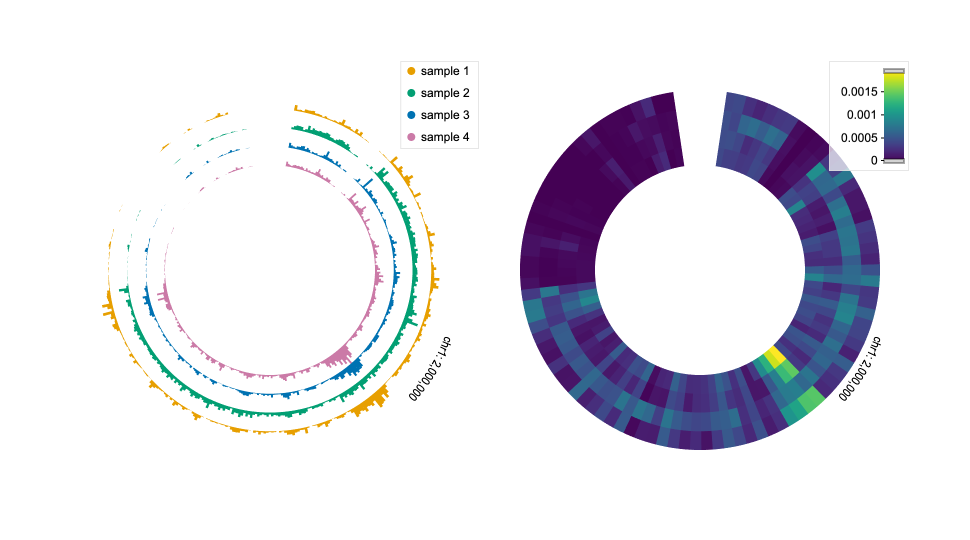 sample 1
sample 2
sample 3
sample 4
chr1: 2,000,000
0.0015
0.001
0.0005
0
chr1: 2,000,000